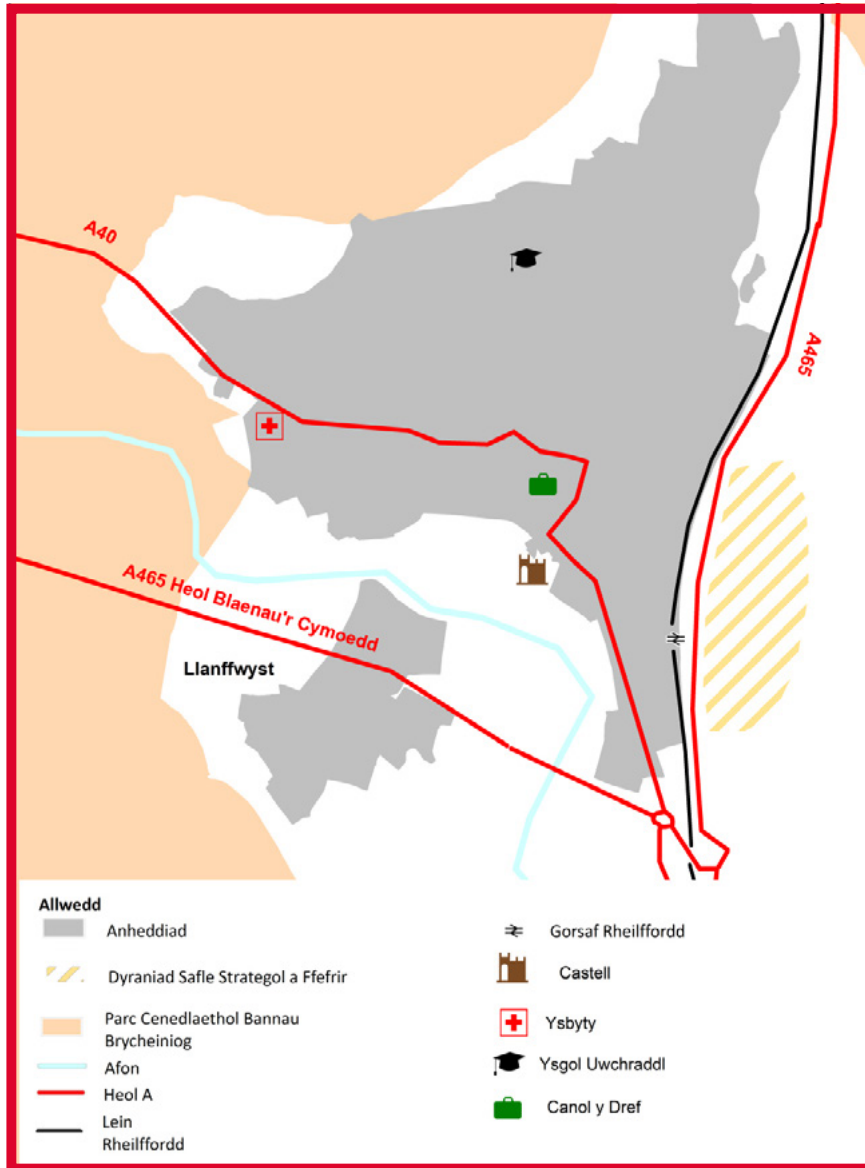 A40
A465
A465 Heol Blaenau'r Cymoedd
Llanffwyst
Allwedd
Anheddiad
Dyraniad Safle Strategol a Ffefrir
Parc Cenedlaethol Bannau
Brycheiniog
Afon
Heol A
Lein
Rheilffordd
Gorsaf Rheilffordd
Castell
Ysbyty
Ysgol Uwchraddl
Canol y Dref